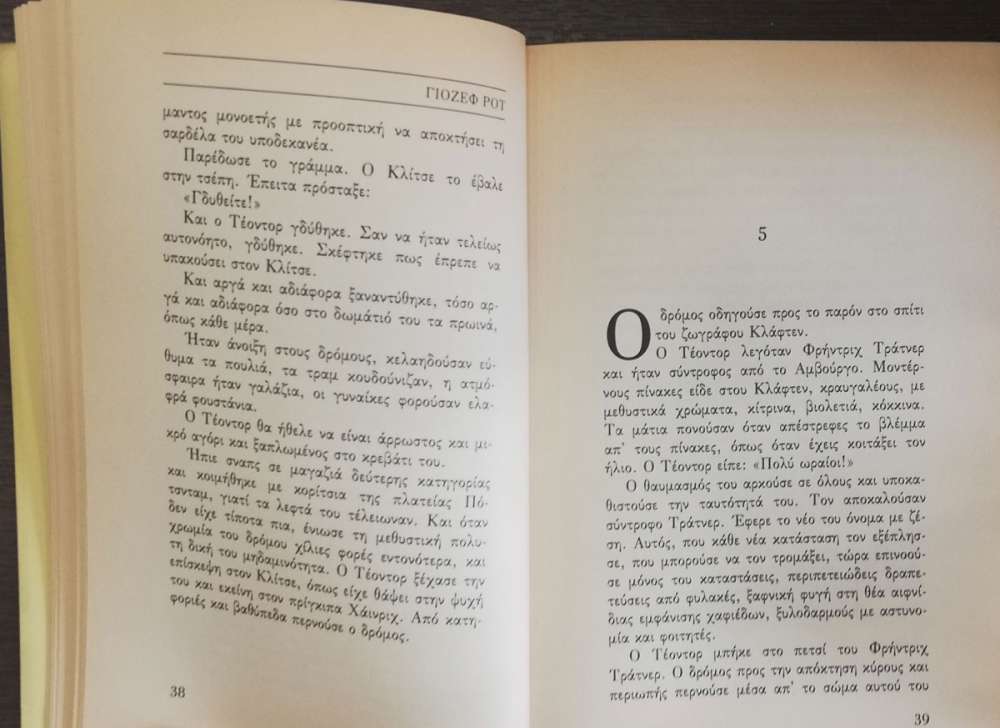 ΓΙΟΖΕΦ ΡΟΤ
μαντος μονοετής με προοπτική να αποκτήσει τη
σαρδέλα του υποδεκανέα.
Παρέδωσε το γράμμα. Ο Κλίτσε το έβαλε
στην τσέπη. Έπειτα πρόσταξε:
«Γδυθείτε!»
Και ο Τέοντορ γδύθηκε. Σαν να ήταν τελείως
αυτονόητο, γδύθηκε. Σκέφτηκε πως έπρεπε να
υπακούσει στον Κλίτσε.
Και αργά και αδιάφορα ξαναντύθηκε, τόσο αρ-
γά και αδιάφορα όσο στο δωμάτιό του τα πρωινά,
όπως κάθε μέρα.
Ήταν άνοιξη στους δρόμους, κελαηδούσαν εύ-
θυμα τα πουλιά, τα τραμ κουδούνιζαν, η ατμό-
σφαιρα ήταν γαλάζια, οι γυναίκες φορούσαν ελα-
φρά φουστάνια.
Ο Τέοντορ θα ήθελε να είναι άρρωστος και μι-
κρό αγόρι και ξαπλωμένος στο κρεβάτι του.
Ήπιε σναπς σε μαγαζιά δεύτερης κατηγορίας
και κοιμήθηκε με κορίτσια της πλατείας Πό-
τσνταμ, γιατί τα λεφτά του τέλειωναν. Και όταν
δεν είχε τίποτα πια, ένιωσε τη μεθυστική πολυ-
χρωμία του δρόμου χίλιες φορές εντονότερα, και
τη δική του μηδαμινότητα. Ο Τέοντορ ξέχασε την
επίσκεψη στον Κλίτσε, όπως είχε θάψει στην ψυχή
του και εκείνη στον πρίγκιπα Χάινριχ. Από κατη-
φοριές και βαθύπεδα περνούσε ο δρόμος.
38
5
Ο δρόμος οδηγούσε προς το παρόν στο σπίτι
του ζωγράφου Κλάφτεν.
Ο Τέοντορ λεγόταν Φρήντριχ Τράτνερ
και ήταν σύντροφος από το Αμβούργο. Μοντέρ-
νους πίνακες είδε στου Κλάφτεν, κραυγαλέους, με
μεθυστικά χρώματα, κίτρινα, βιολετιά, κόκκινα.
Τα μάτια πονούσαν όταν απέστρεφες το βλέμμα
απ' τους πίνακες, όπως όταν έχεις κοιτάξει τον
ήλιο. Ο Τέοντορ είπε: «Πολύ ωραίοι!»
Ο θαυμασμός του αρκούσε σε όλους και υποκα-
θιστούσε την ταυτότητά του. Τον αποκαλούσαν
σύντροφο Τράτνερ. Έφερε το νέο του όνομα με ζέ-
ση. Αυτός, που κάθε νέα κατάσταση τον εξέπλησ-
σε, που μπορούσε να τον τρομάξει, τώρα επινοού-
σε μόνος του καταστάσεις, περιπετειώδεις δραπε-
τεύσεις από φυλακές, ξαφνική φυγή στη θέα αιφνί-
διας εμφάνισης χαφιέδων, ξυλοδαρμούς με αστυνο-
μία και φοιτητές.
Ο Τέοντορ μπήκε στο πετσί του Φρήντριχ
Τράτνερ. Ο δρόμος προς την απόκτηση κύρους και
περιωπής περνούσε μέσα απ' το σώμα αυτού του
39